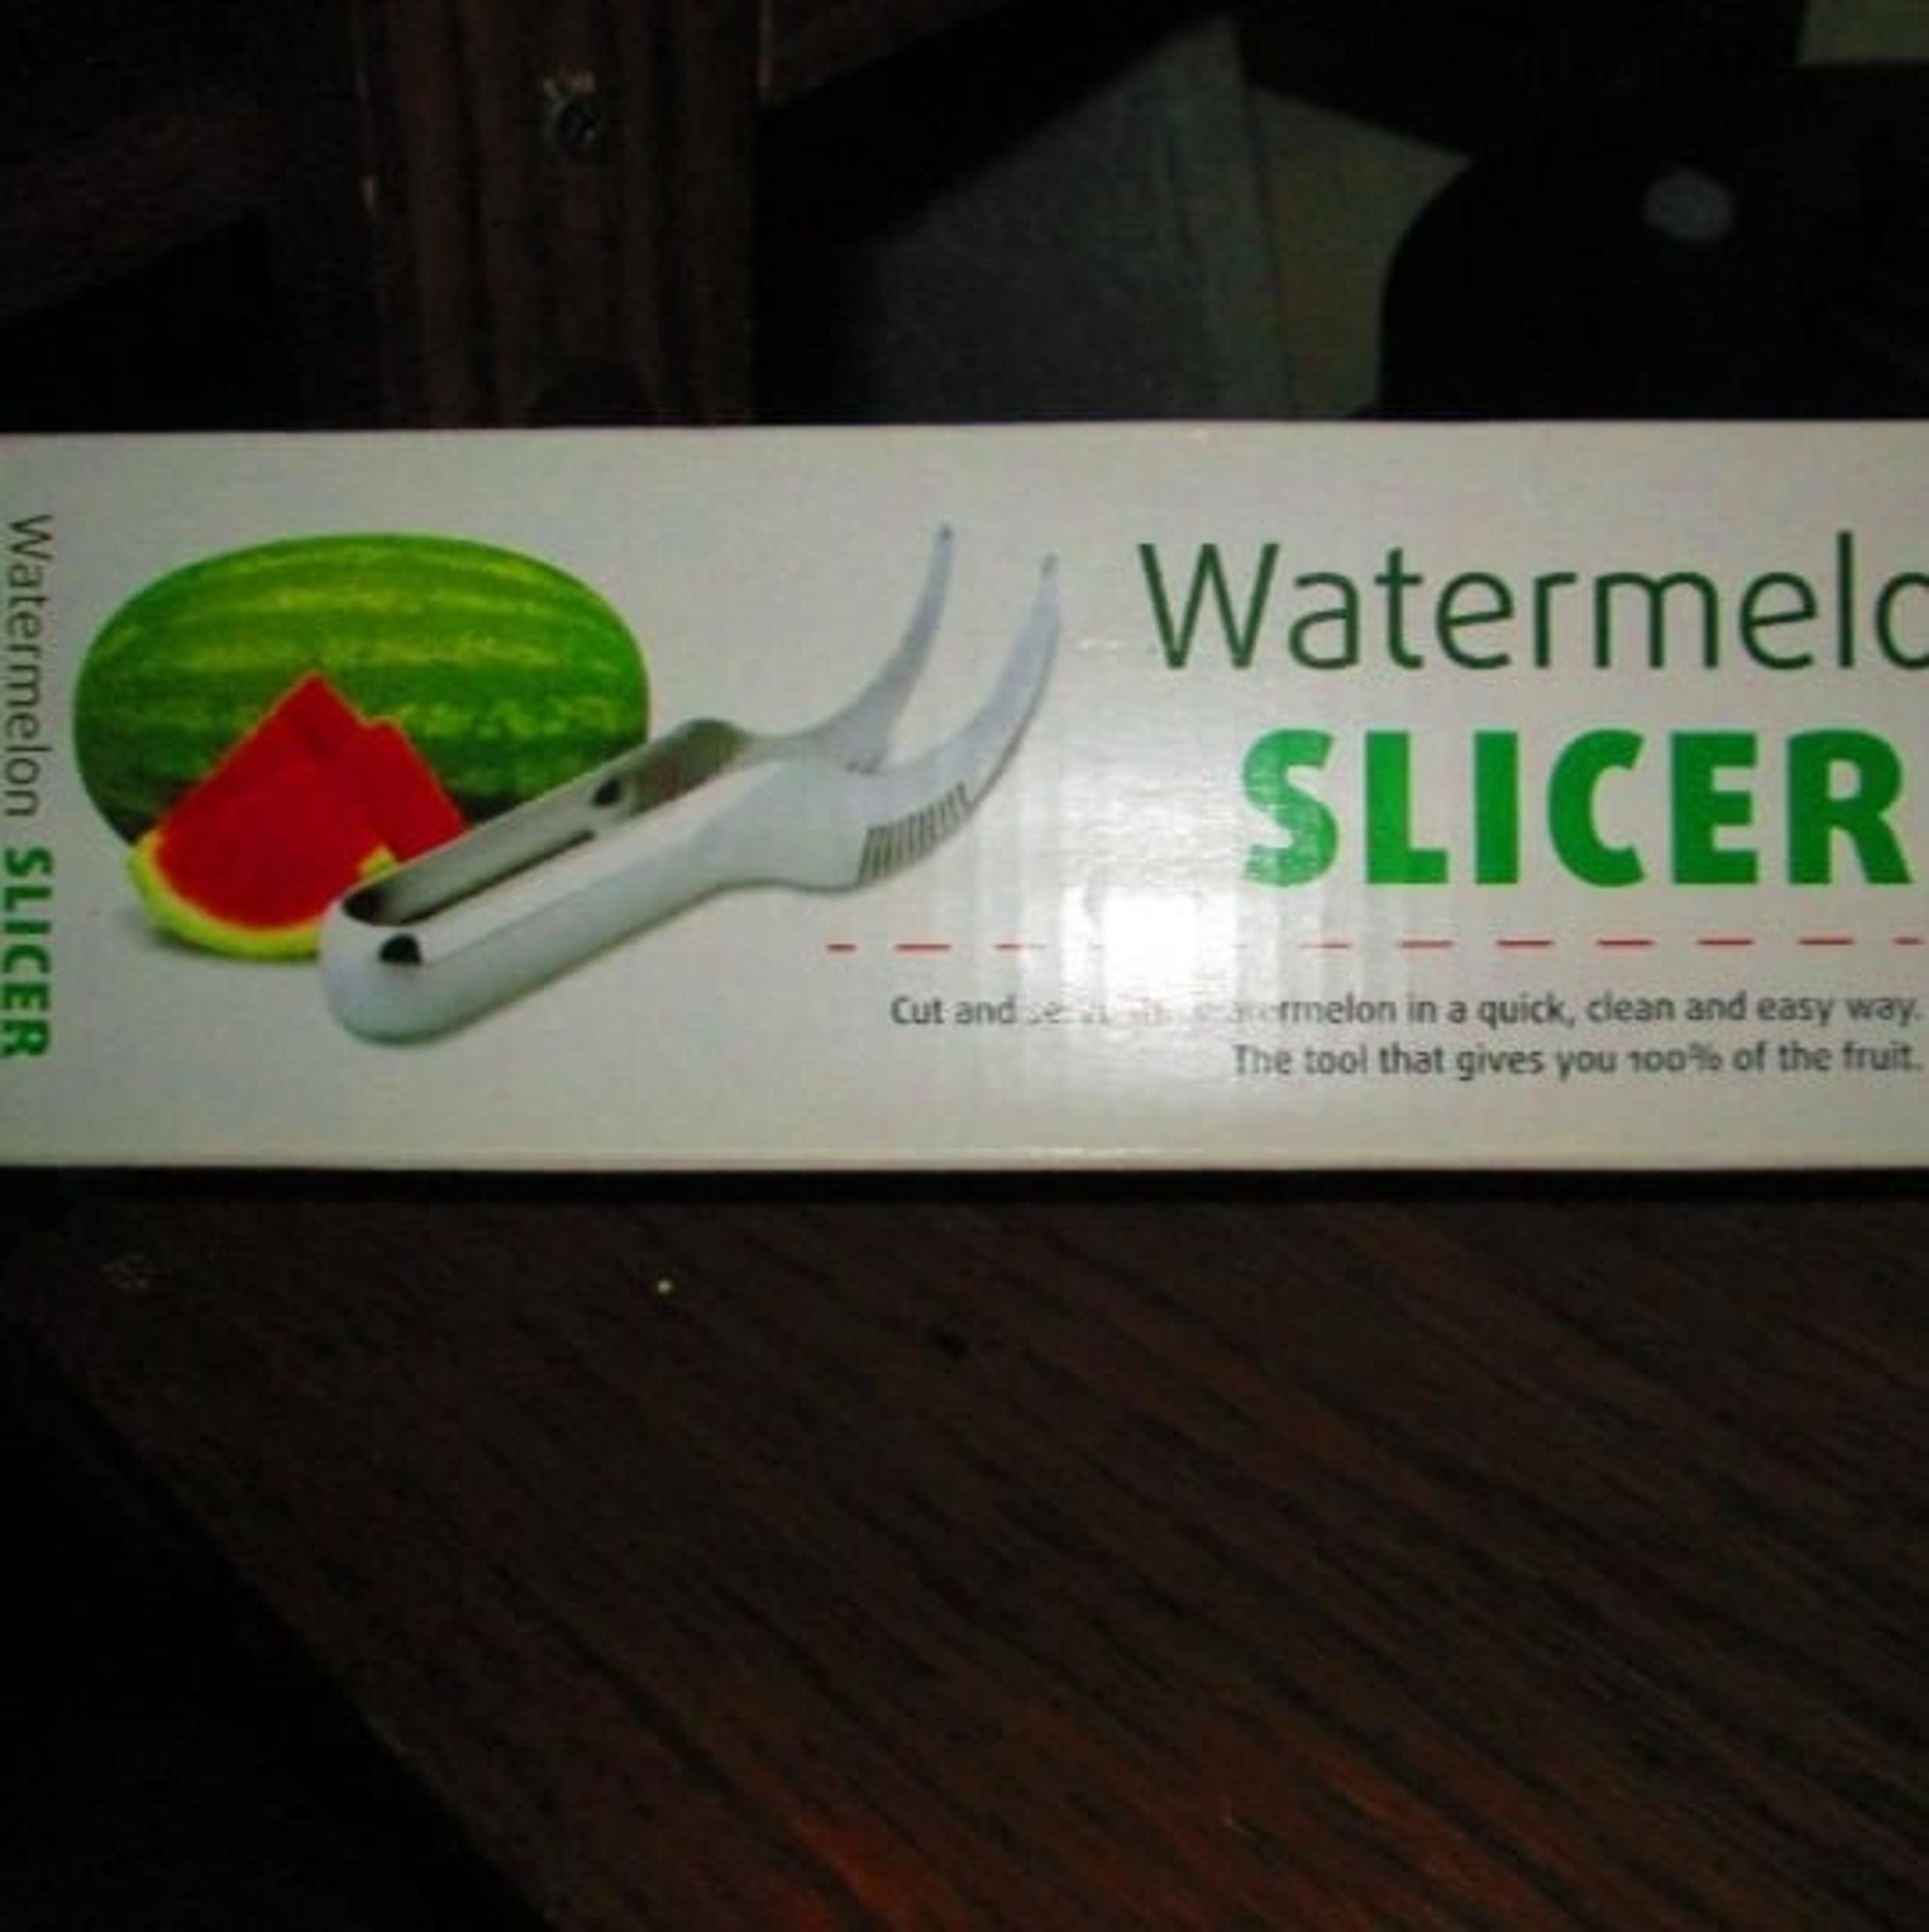 Watermelon SLICER
Watermelo
SLICER
Cut and watermelon in a quick, clean and easy way.
The tool that gives you 100% of the fruit.